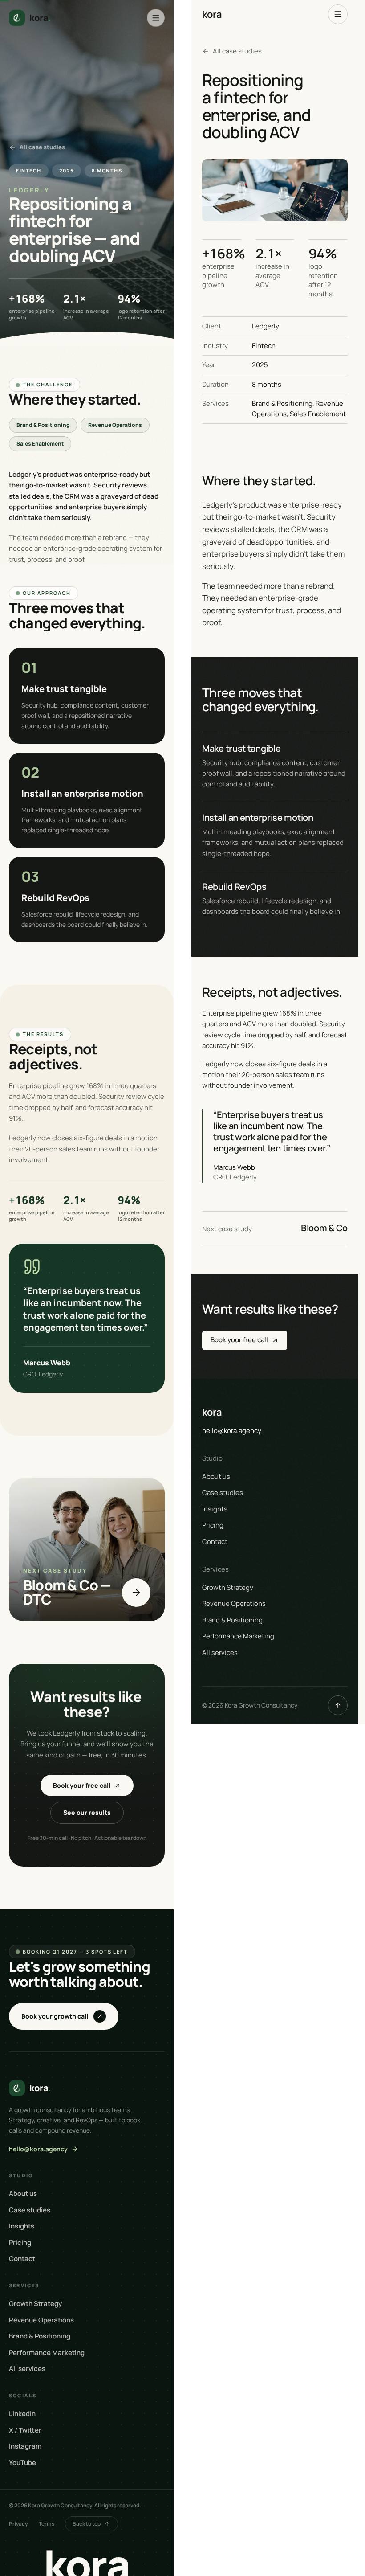 kora
All case studies
FINTECH
2025
8 MONTHS
LEDGERLY
Repositioning a
fintech for
enterprise — and
doubling ACV
+168%
enterprise pipeline
growth
2.1×
increase in average
ACV
94%
logo retention after
12 months
THE CHALLENGE
Where they started.
Brand & Positioning
Revenue Operations
Sales Enablement
Ledgerly's product was enterprise-ready but
their go-to-market wasn't. Security reviews
stalled deals, the CRM was a graveyard of dead
opportunities, and enterprise buyers simply
didn't take them seriously.
The team needed more than a rebrand — they
needed an enterprise-grade operating system for
trust, process, and proof.
OUR APPROACH
Three moves that
changed everything.
01
Make trust tangible
Security hub, compliance content, customer
proof wall, and a repositioned narrative
around control and auditability.
02
Install an enterprise motion
Multi-threading playbooks, exec alignment
frameworks, and mutual action plans
replaced single-threaded hope.
03
Rebuild RevOps
Salesforce rebuild, lifecycle redesign, and
dashboards the board could finally believe in.
THE RESULTS
Receipts, not
adjectives.
Enterprise pipeline grew 168% in three quarters
and ACV more than doubled. Security review cycle
time dropped by half, and forecast accuracy hit
91%.
Ledgerly now closes six-figure deals in a motion
their 20-person sales team runs without founder
involvement.
+168%
enterprise pipeline
growth
2.1×
increase in average
ACV
94%
logo retention after
12 months
“Enterprise buyers treat us
like an incumbent now. The
trust work alone paid for the
engagement ten times over.”
Marcus Webb
CRO, Ledgerly
NEXT CASE STUDY
Bloom & Co —
DTC
Want results like
these?
We took Ledgerly from stuck to scaling.
Bring us your funnel and we'll show you the
same kind of path — free, in 30 minutes.
Book your free call
See our results
Free 30-min call · No pitch · Actionable teardown
BOOKING Q1 2027 — 3 SPOTS LEFT
Let's grow something
worth talking about.
Book your growth call
kora
A growth consultancy for ambitious teams.
Strategy, creative, and RevOps — built to book
calls and compound revenue.
hello@kora.agency
STUDIO
About us
Case studies
Insights
Pricing
Contact
SERVICES
Growth Strategy
Revenue Operations
Brand & Positioning
Performance Marketing
All services
SOCIALS
LinkedIn
X / Twitter
Instagram
YouTube
© 2026 Kora Growth Consultancy. All rights reserved.
Privacy
Terms
Back to top
kora
kora
All case studies
Repositioning
a fintech for
enterprise, and
doubling ACV
+168%
enterprise
pipeline
growth
2.1×
increase in
average
ACV
94%
logo
retention
after 12
months
Client
Ledgerly
Industry
Fintech
Year
2025
Duration
8 months
Services
Brand & Positioning, Revenue
Operations, Sales Enablement
Where they started.
Ledgerly's product was enterprise-ready
but their go-to-market wasn't. Security
reviews stalled deals, the CRM was a
graveyard of dead opportunities, and
enterprise buyers simply didn't take them
seriously.
The team needed more than a rebrand.
They needed an enterprise-grade
operating system for trust, process, and
proof.
Three moves that
changed everything.
Make trust tangible
Security hub, compliance content, customer
proof wall, and a repositioned narrative around
control and auditability.
Install an enterprise motion
Multi-threading playbooks, exec alignment
frameworks, and mutual action plans replaced
single-threaded hope.
Rebuild RevOps
Salesforce rebuild, lifecycle redesign, and
dashboards the board could finally believe in.
Receipts, not adjectives.
Enterprise pipeline grew 168% in three
quarters and ACV more than doubled. Security
review cycle time dropped by half, and forecast
accuracy hit 91%.
Ledgerly now closes six-figure deals in a
motion their 20-person sales team runs
without founder involvement.
“Enterprise buyers treat us
like an incumbent now. The
trust work alone paid for the
engagement ten times over.”
Marcus Webb
CRO, Ledgerly
Next case study
Bloom & Co
Want results like these?
Book your free call
kora
hello@kora.agency
Studio
About us
Case studies
Insights
Pricing
Contact
Services
Growth Strategy
Revenue Operations
Brand & Positioning
Performance Marketing
All services
© 2026 Kora Growth Consultancy